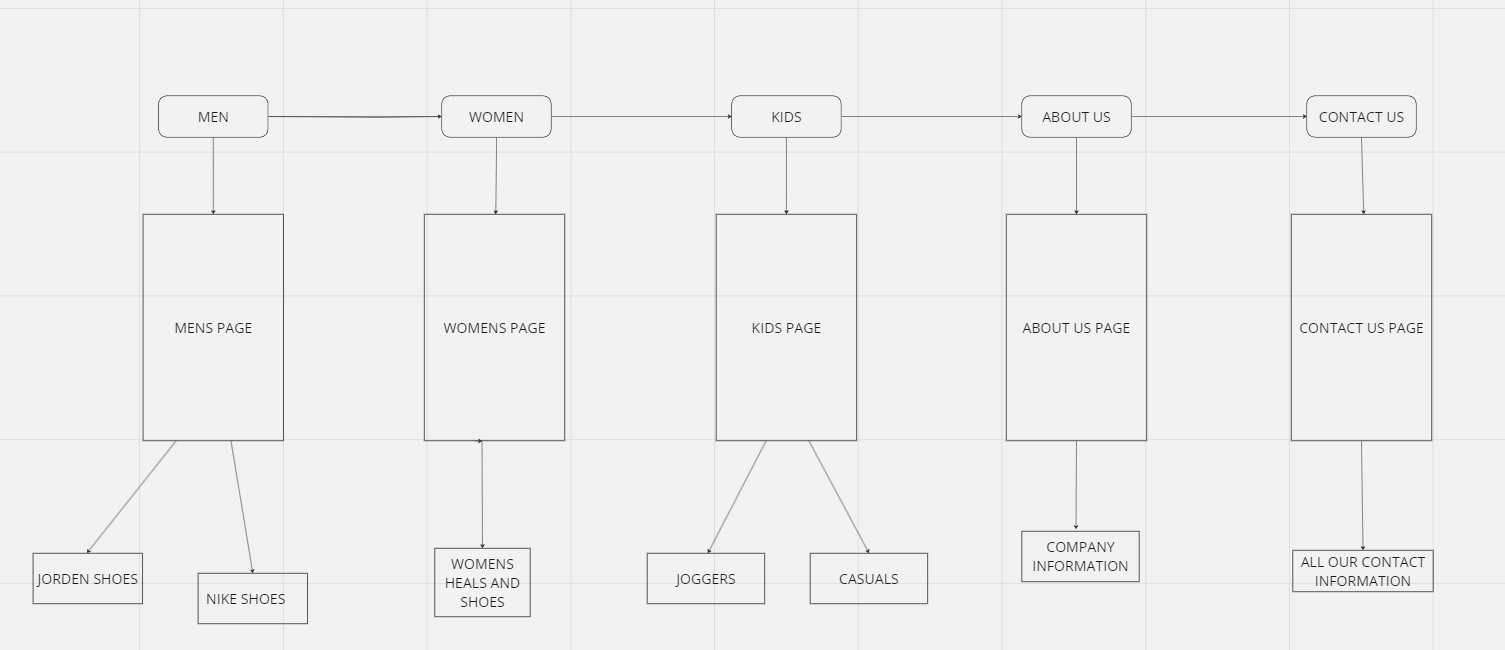 MEN
WOMEN
KIDS
ABOUT US
CONTACT US
MENS PAGE
WOMENS PAGE
KIDS PAGE
ABOUT US PAGE
CONTACT US PAGE
JORDEN SHOES
NIKE SHOES
WOMENS
HEALS AND
SHOES
JOGGERS
CASUALS
COMPANY
INFORMATION
ALL OUR CONTACT
INFORMATION